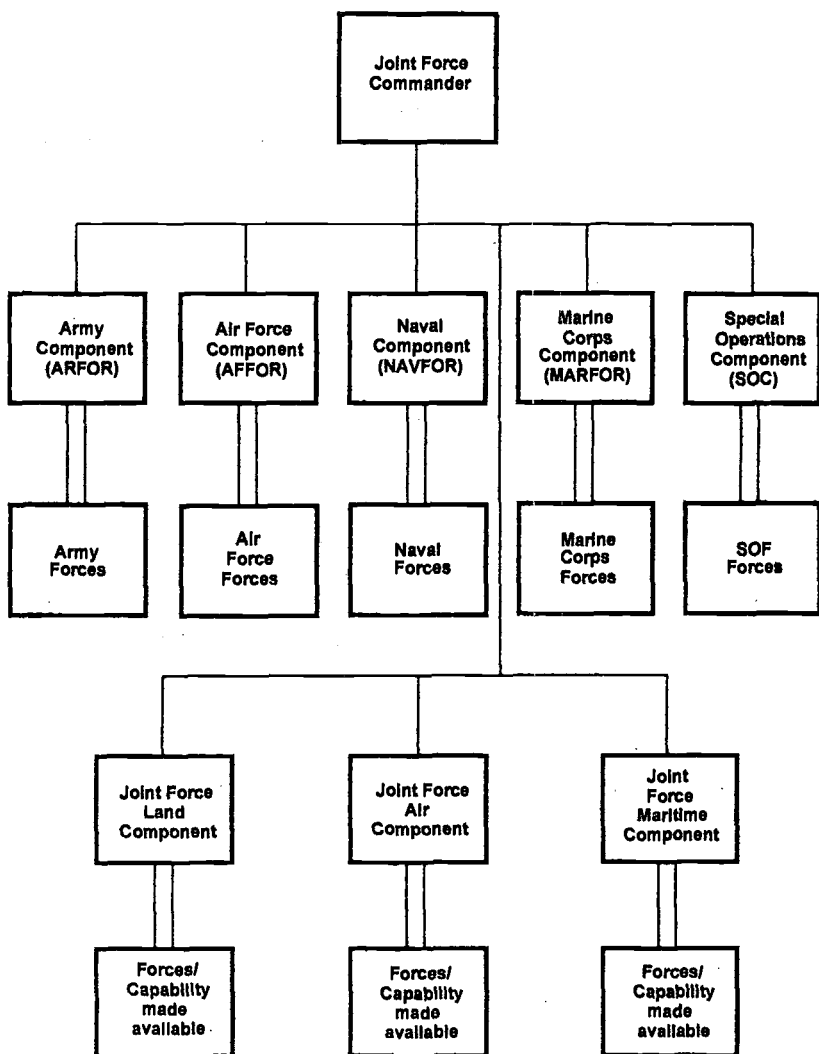 Joint Force
Commander
Army
Component
(ARFOR)
Air Force
Component
(AFFOR)
Naval
Component
(NAVFOR)
Marine
Corps
Component
(MARFOR)
Special
Operations
Component
(SOC)
Army
Forces
Air
Force
Forces
Naval
Forces
Marine
Corps
Forces
SOF
Forces
Joint Force
Land
Component
Joint Force
Air
Component
Joint
Force
Maritime
Component
Forces/
Capability
made
available
Forces/
Capability
made
available
Forces/
Capability
made
available